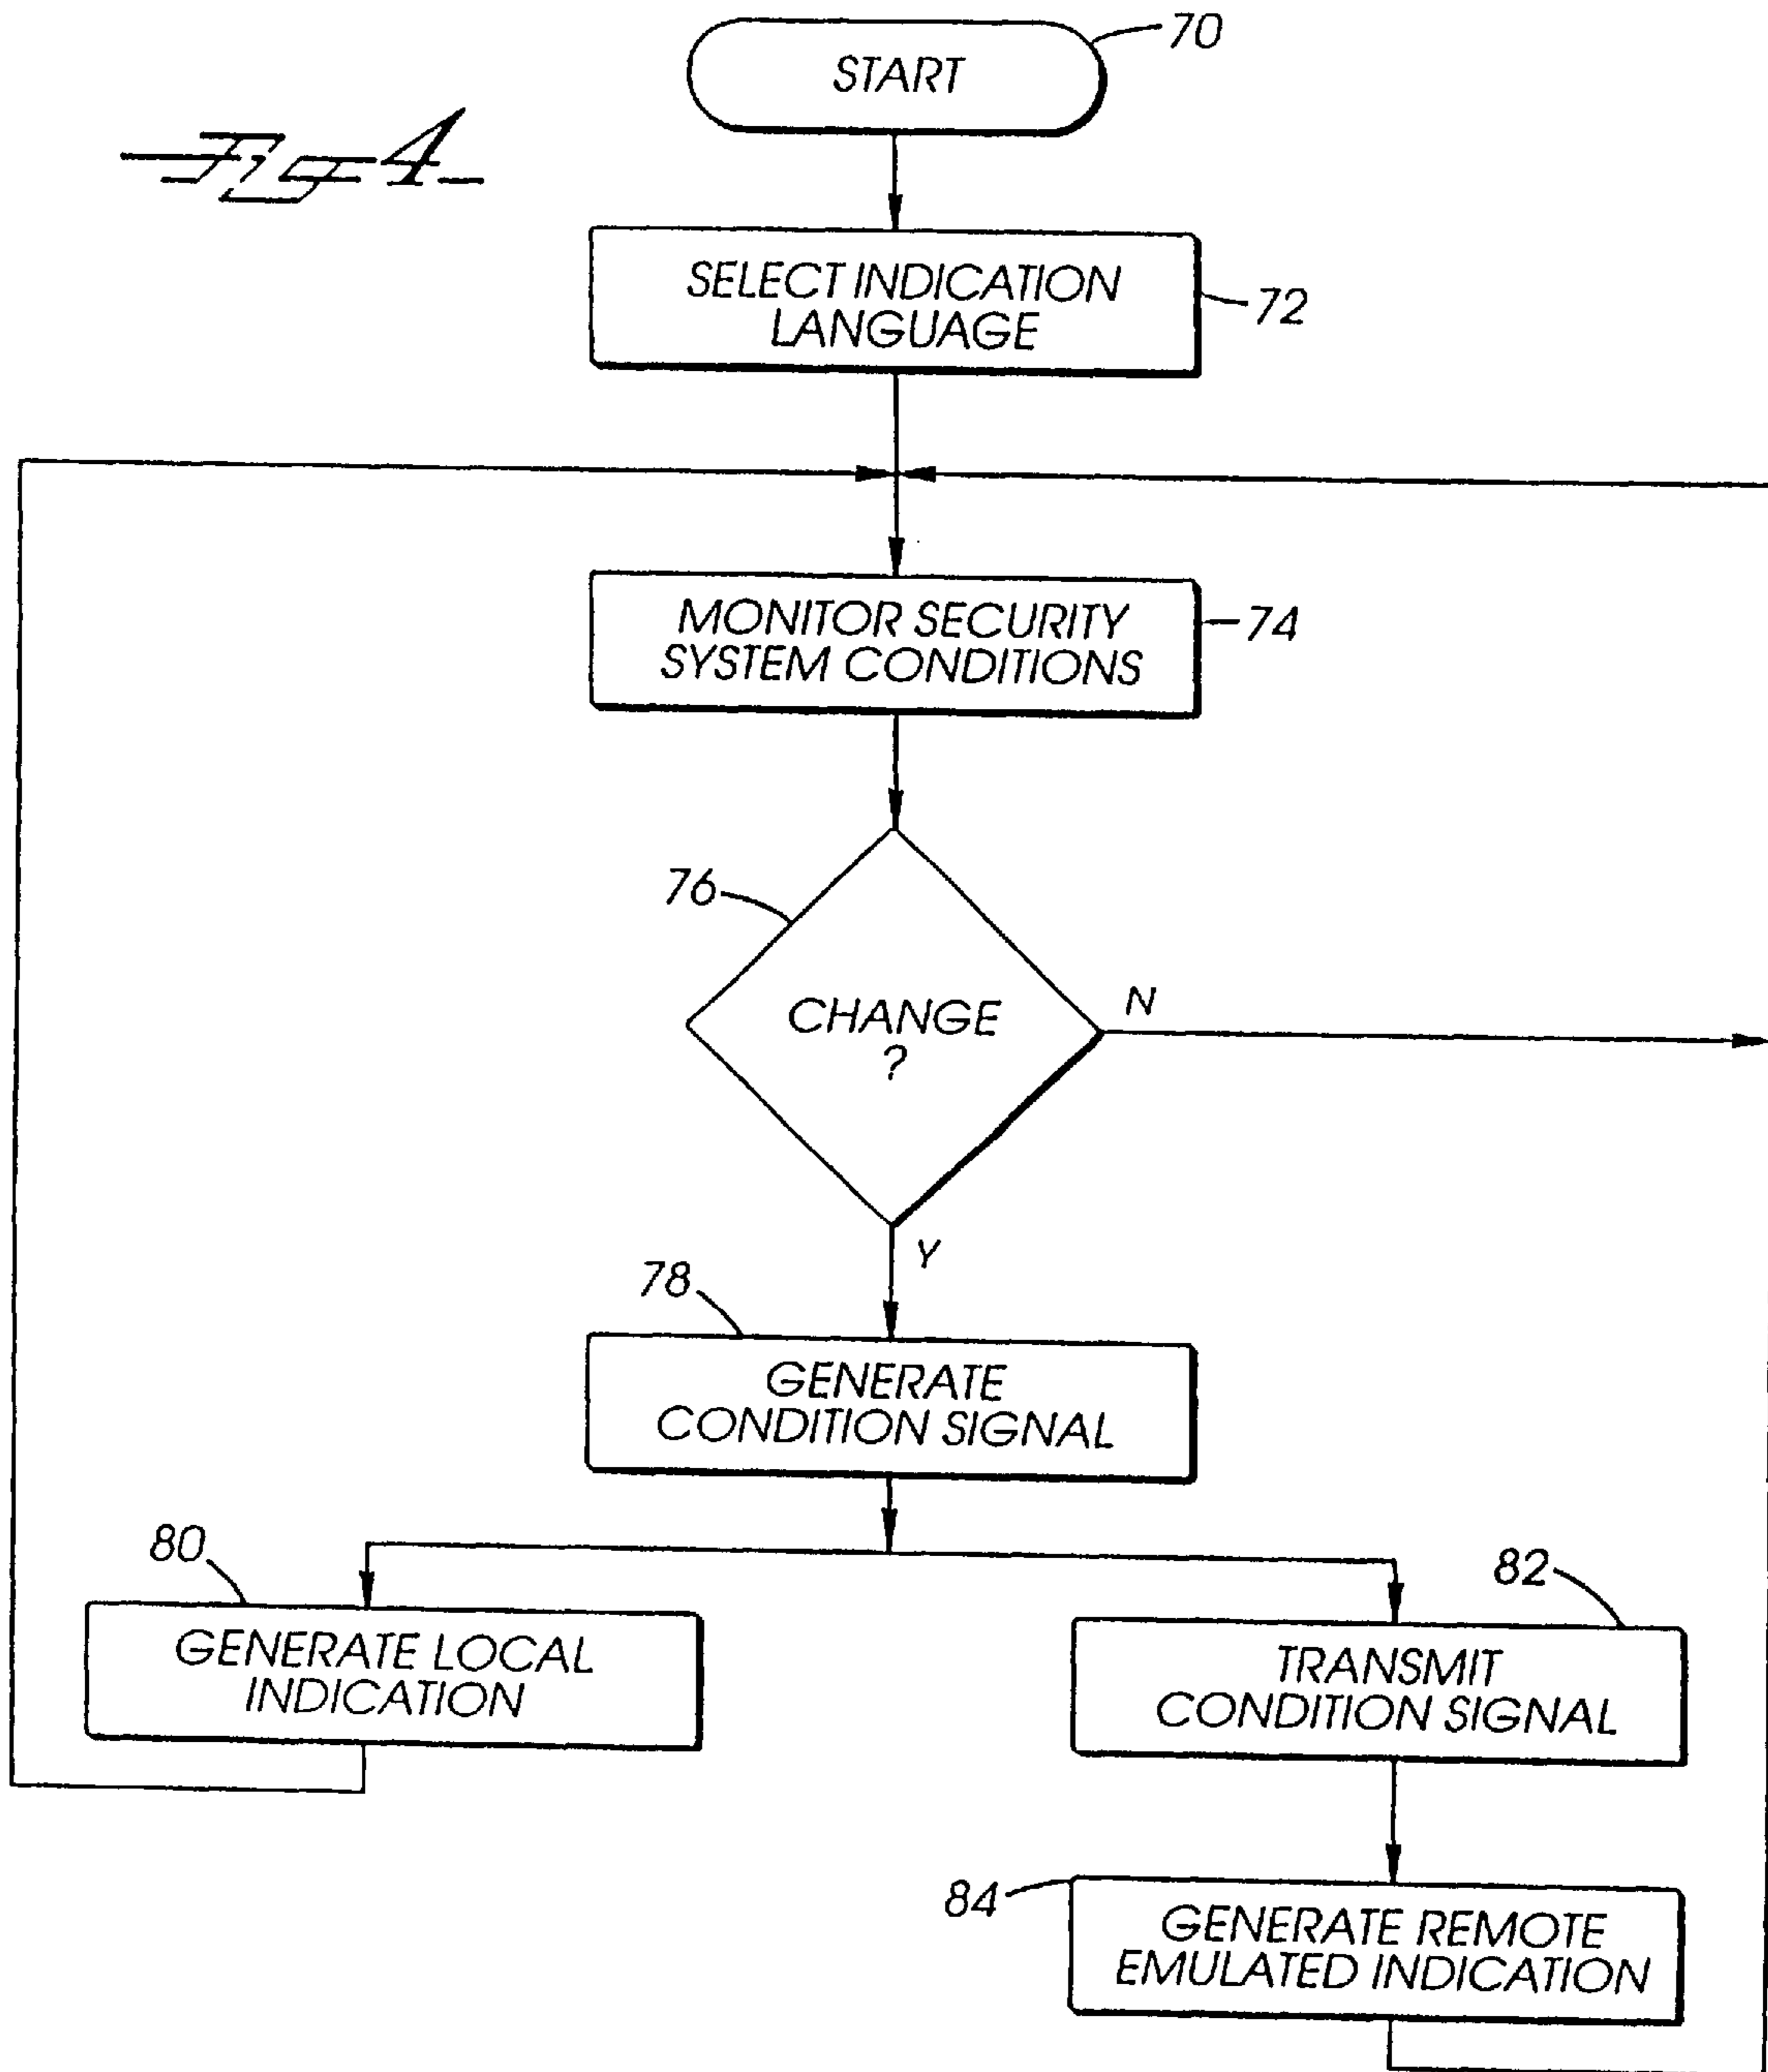 Fig 4
START
70
SELECT INDICATION
LANGUAGE
72
MONITOR SECURITY
SYSTEM CONDITIONS
74
76
CHANGE
?
N
Y
78
GENERATE
CONDITION SIGNAL
80
82
GENERATE LOCAL
INDICATION
TRANSMIT
CONDITION SIGNAL
84
GENERATE REMOTE
EMULATED INDICATION